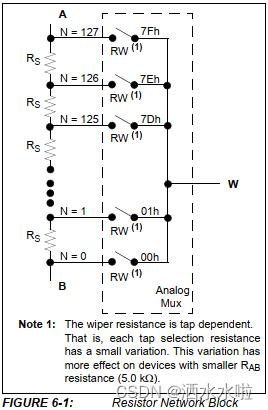 A
N = 127
7Fh
RS
RW (1)
N = 126
7Eh
RS
RW (1)
N = 125
7Dh
RS
RW (1)
N = 1
01h
W
RS
RW (1)
N = 0
00h
RW (1)
B
Analog
Mux
Note 1: The wiper resistance is tap dependent.
That is, each tap selection resistance
has a small variation. This variation has
more effect on devices with smaller RAB
resistance (5.0 kΩ).
CSDN @洒水水啦
FIGURE 6-1: Resistor Network Block